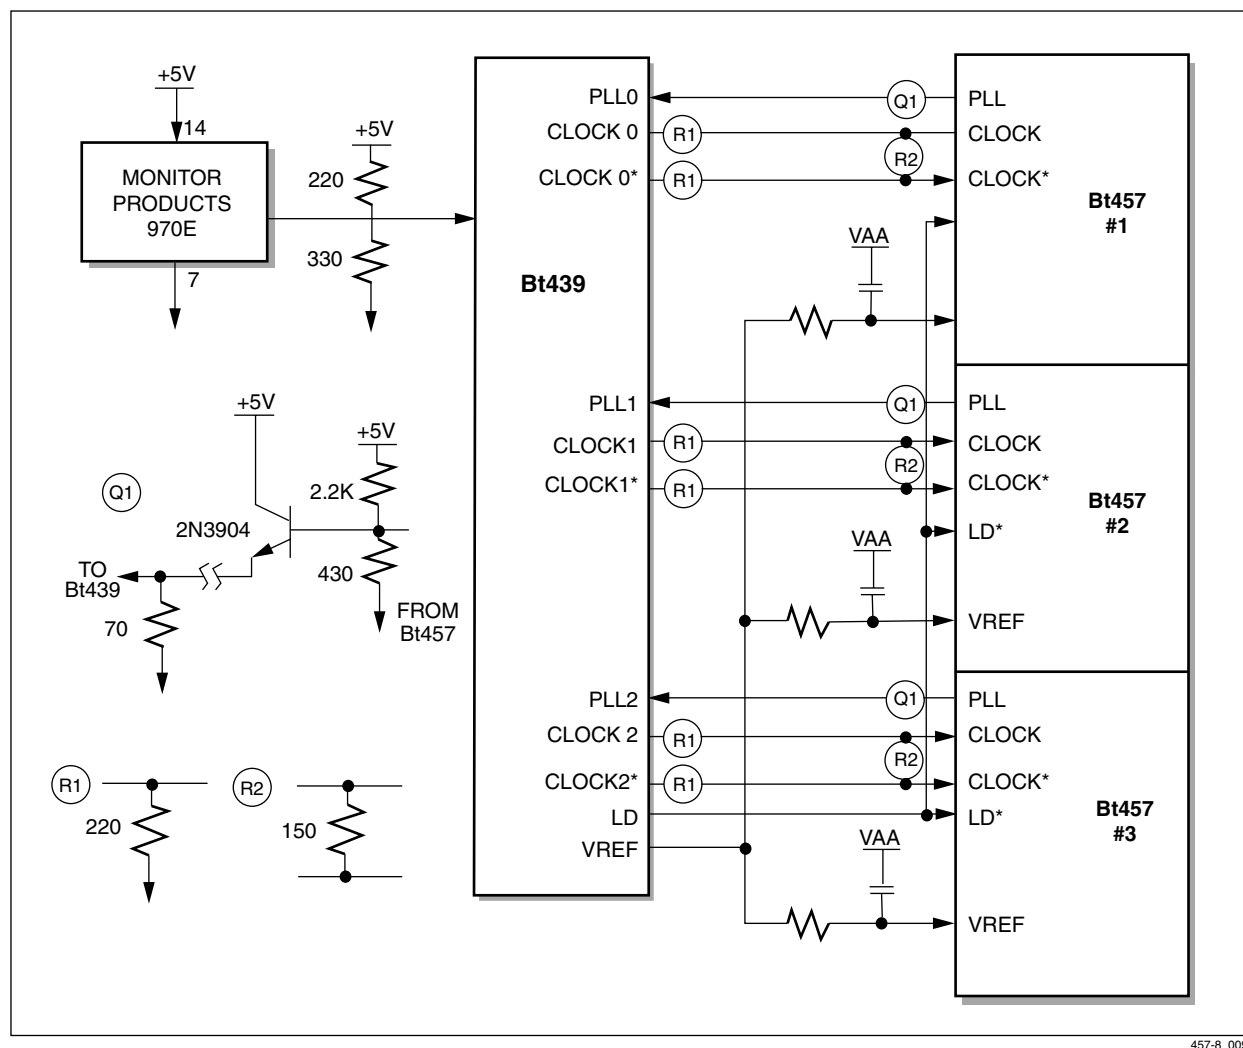 +5V
14
MONITOR
PRODUCTS
970E
7
+5V
220
330
Bt439
PLL0
CLOCK 0
CLOCK 0*
PLL1
CLOCK1
CLOCK1*
PLL2
CLOCK 2
CLOCK2*
LD
VREF
Q1
R1
R2
R1
VAA
Q1
R1
R2
R1
VAA
Q1
R1
R2
R1
VAA
PLL
CLOCK
CLOCK*
Bt457
#1
PLL
CLOCK
CLOCK*
Bt457
#2
LD*
VREF
PLL
CLOCK
CLOCK*
Bt457
#3
LD*
VREF
+5V
+5V
Q1
2.2K
2N3904
TO
Bt439
430
FROM
Bt457
70
R1
220
R2
150